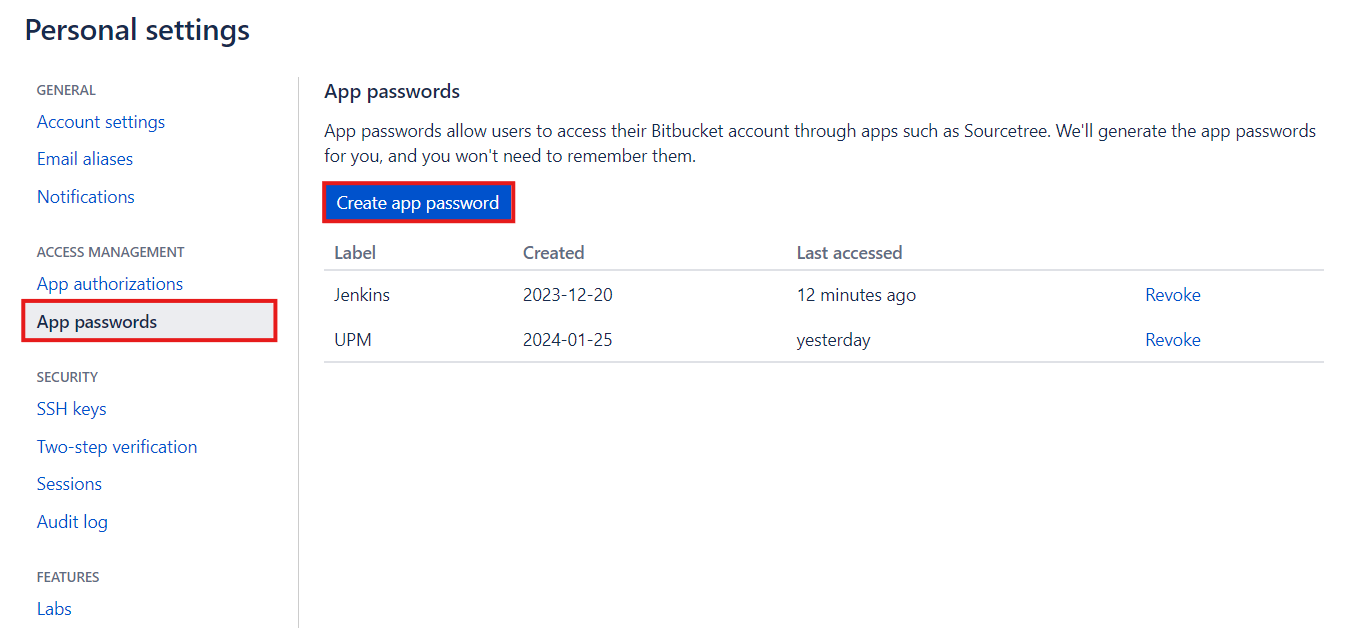 Personal settings
GENERAL
Account settings
Email aliases
Notifications
ACCESS MANAGEMENT
App authorizations
App passwords
SECURITY
SSH keys
Two-step verification
Sessions
Audit log
FEATURES
Labs
App passwords
App passwords allow users to access their Bitbucket account through apps such as Sourcetree. We'll generate the app passwords
for you, and you won't need to remember them.
Create app password
Label Created Last accessed
Jenkins 2023-12-20 12 minutes ago Revoke
UPM 2024-01-25 yesterday Revoke